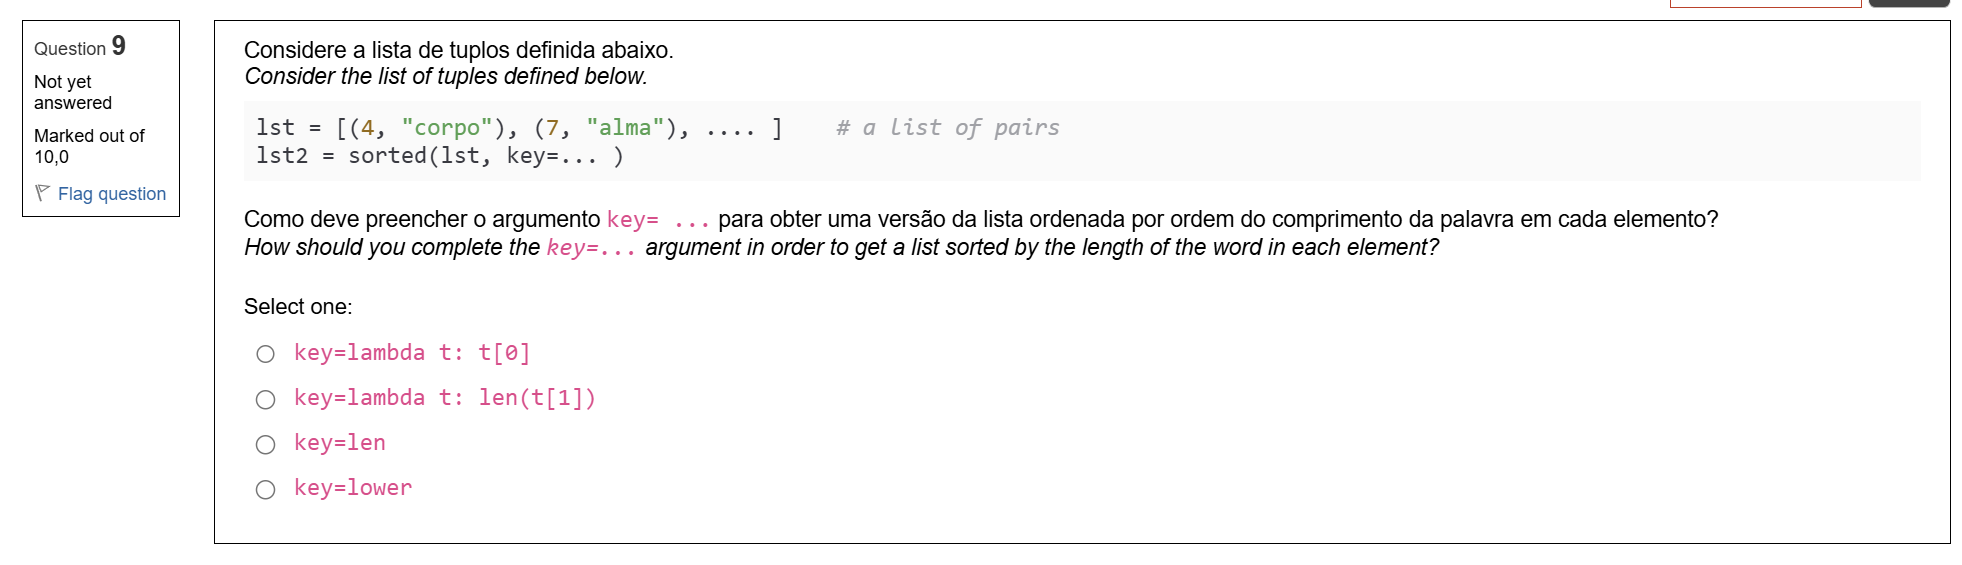 Question 9
Not yet
answered
Marked out of
10,0
Flag question
Considere a lista de tuplos definida abaixo.
Consider the list of tuples defined below.
lst = [(4, "corpo"), (7, "alma"), .... ]    # a list of pairs
lst2 = sorted(lst, key=... )
Como deve preencher o argumento key= ... para obter uma versão da lista ordenada por ordem do comprimento da palavra em cada elemento?
How should you complete the key=... argument in order to get a list sorted by the length of the word in each element?
Select one:
key=lambda t: t[0]
key=lambda t: len(t[1])
key=len
key=lower